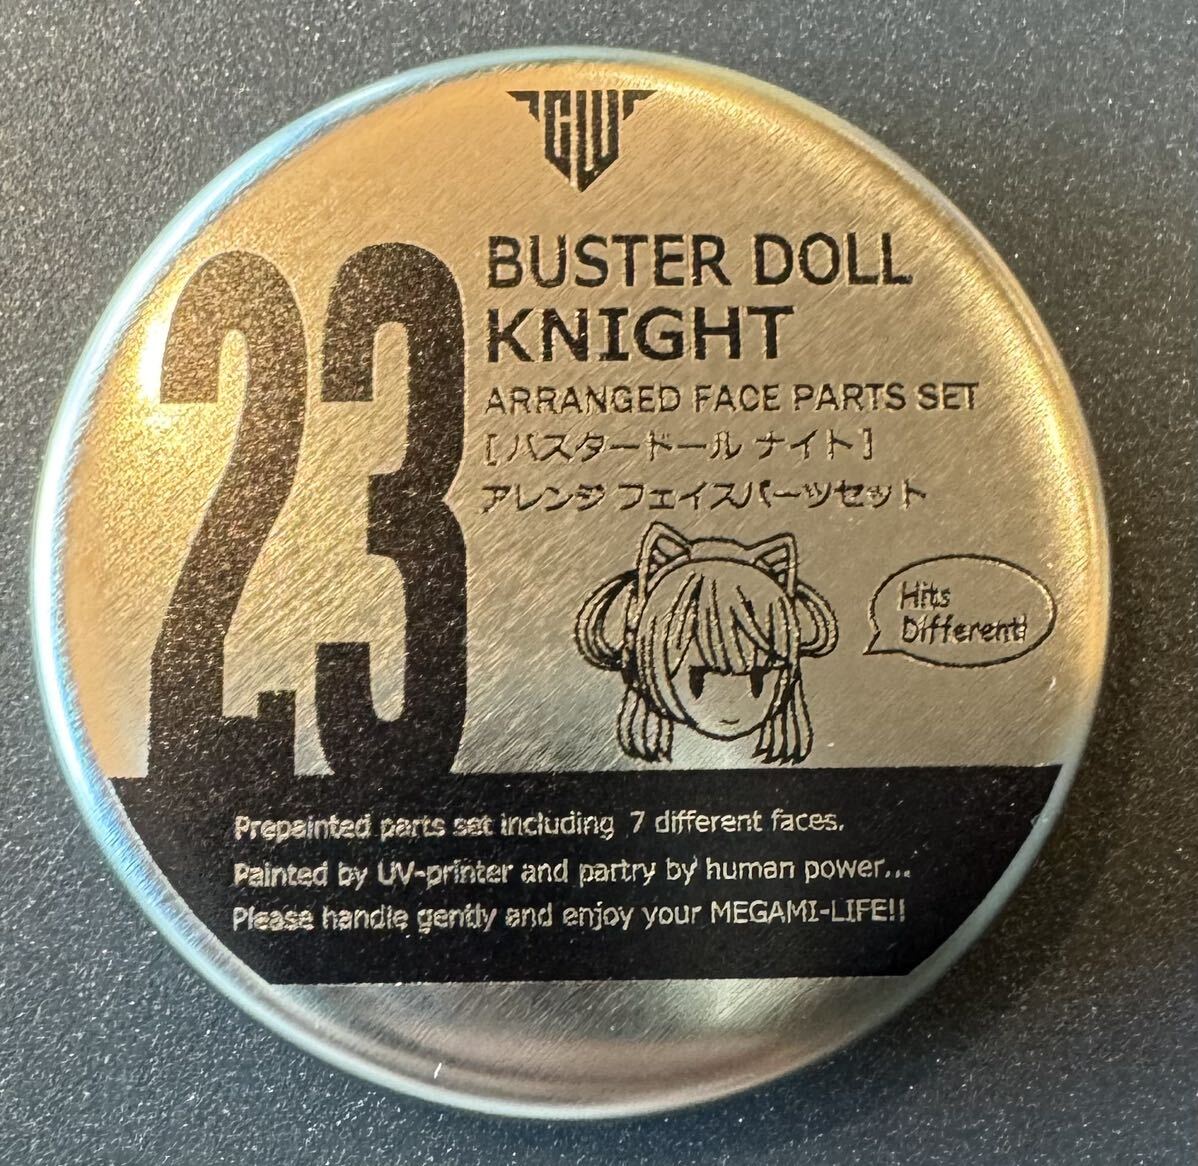 CW
23
BUSTER DOLL
KNIGHT
ARRANGED FACE PARTS SET
[バスタードール ナイト]
アレンジ フェイスパーツセット
Hits
Different!
Prepainted parts set including 7 different faces.
Painted by UV-printer and partry by human power...
Please handle gently and enjoy your MEGAMI-LIFE!!